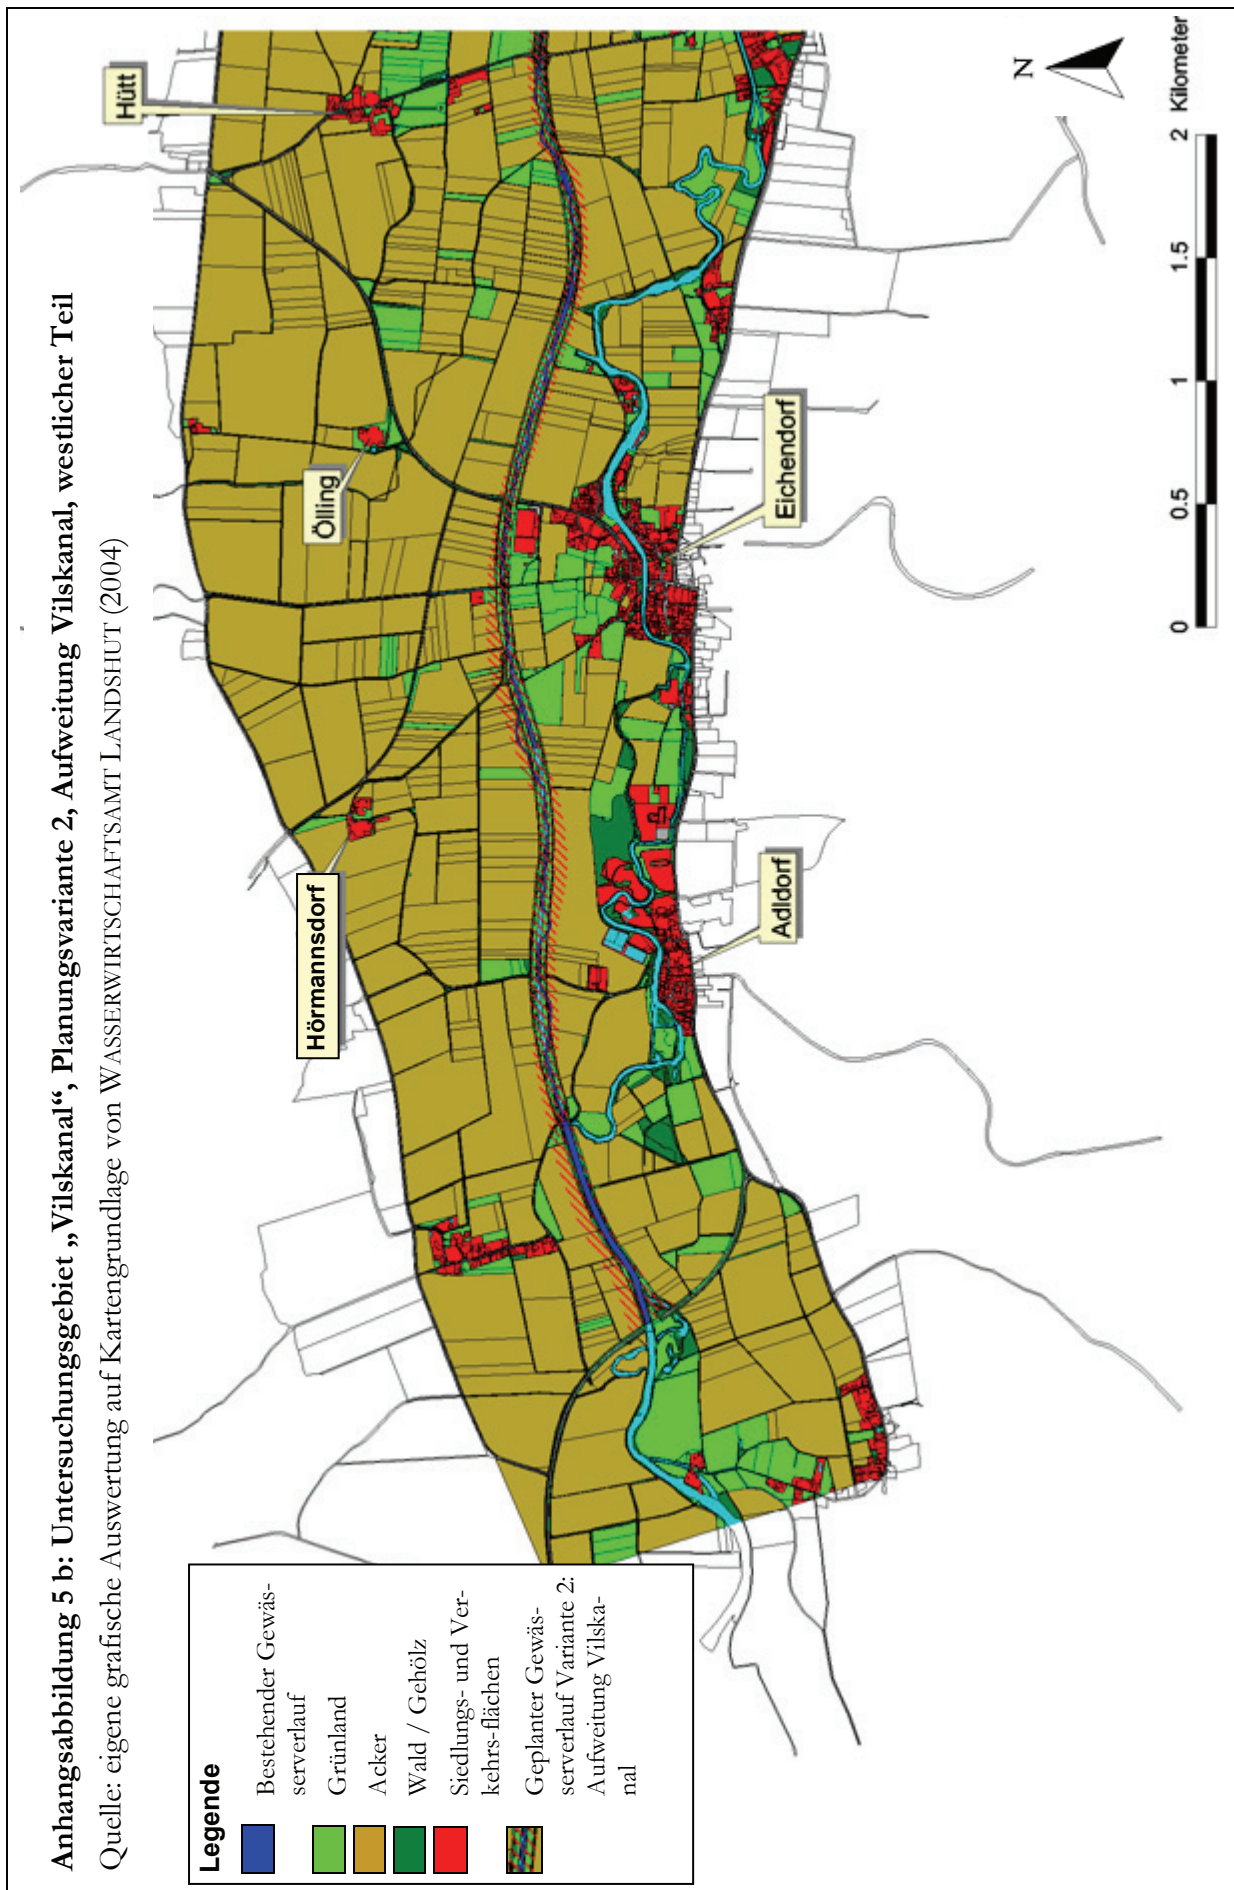 Anhangsabbildung 5 b: Untersuchungsgebiet „Vilskanal“, Planungsvariante 2, Aufweitung Vilskanal, westlicher Teil
Quelle: eigene grafische Auswertung auf Kartengrundlage von WASSERWIRTSCHAFTSAMT LANDSHUT (2004)
Legende
Bestehender Gewäs-
serverlauf
Grünland
Acker
Wald / Gehölz
Siedlungs- und Ver-
kehrs-flächen
Geplanter Gewäs-
serverlauf Variante 2:
Aufweitung Vilska-
nal
Hörmannsdorf
Ölling
Hütt
Adldorf
Eichendorf
N
0 0.5 1 1.5 2 Kilometer